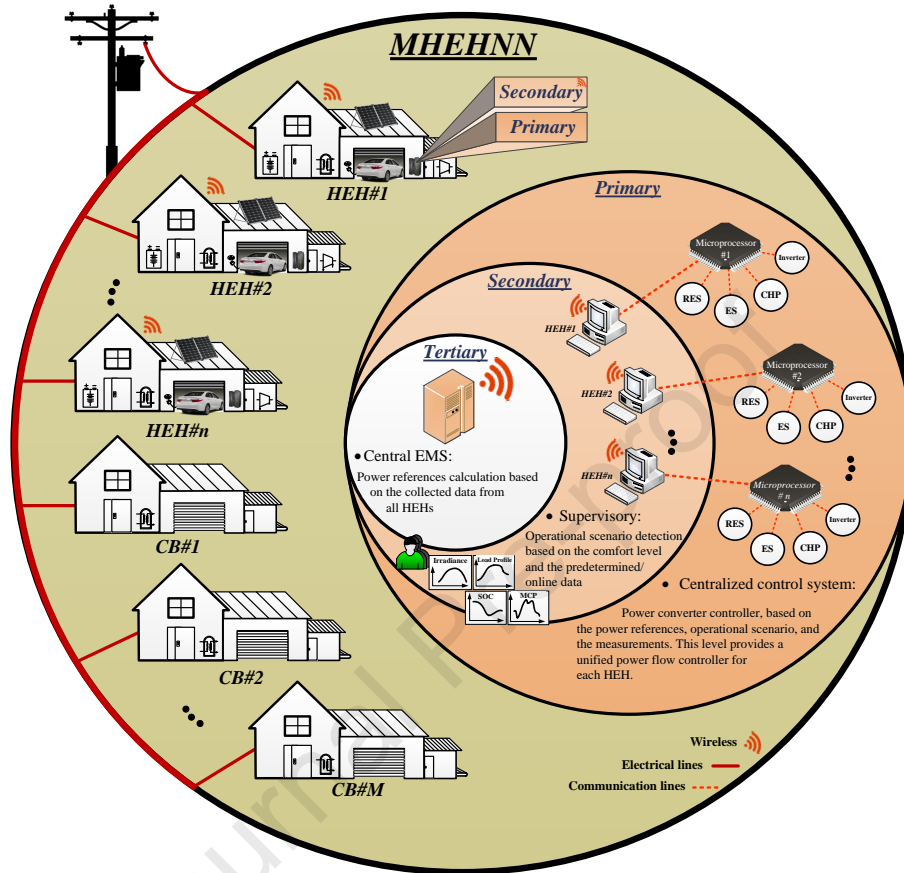 MHEHNN
Secondary
Primary
HEH#1
HEH#2
HEH#n
CB#1
CB#2
CB#M
Primary
Microprocessor
#1
Inverter
RES
ES
CHP
Microprocessor
#2
Inverter
RES
ES
CHP
Microprocessor
# n
Inverter
RES
ES
CHP
Secondary
HEH#1
HEH#2
HEH#n
Tertiary
• Central EMS:
Power references calculation based
on the collected data from
all HEHs
• Supervisory:
Operational scenario detection
based on the comfort level
and the predetermined/
online data
Irradiance
Load Profile
SOC
MCP
• Centralized control system:
Power converter controller, based on
the power references, operational scenario, and
the measurements. This level provides a
unified power flow controller for
each HEH.
Wireless
Electrical lines
Communication lines